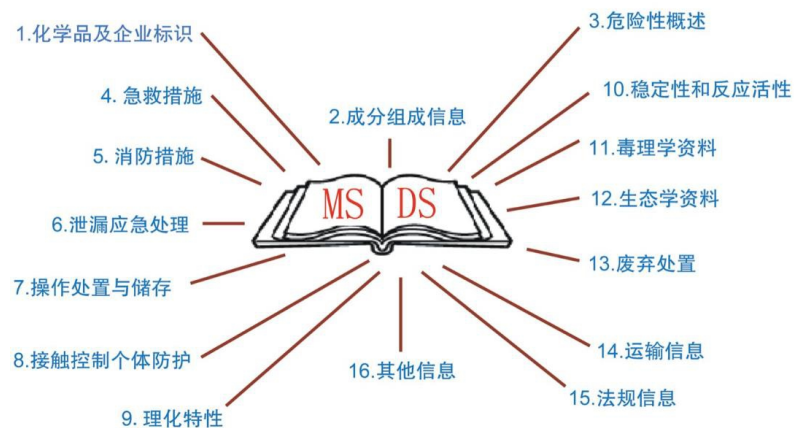 1.化学品及企业标识
3.危险性概述
4. 急救措施
10.稳定性和反应活性
2.成分组成信息
5. 消防措施
11.毒理学资料
MS DS
12.生态学资料
6.泄漏应急处理
13.废弃处置
7.操作处置与储存
14.运输信息
8.接触控制个体防护
16.其他信息
15.法规信息
9. 理化特性